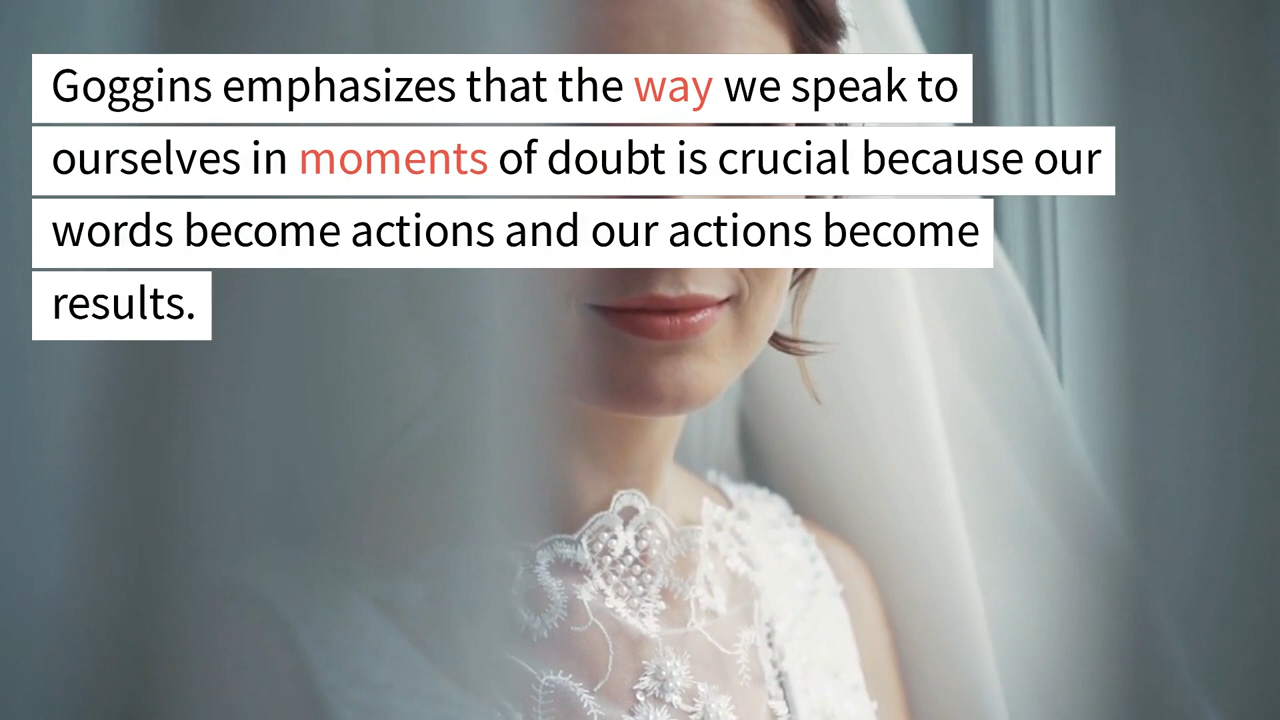 Goggins emphasizes that the way we speak to
ourselves in moments of doubt is crucial because our
words become actions and our actions become
results.